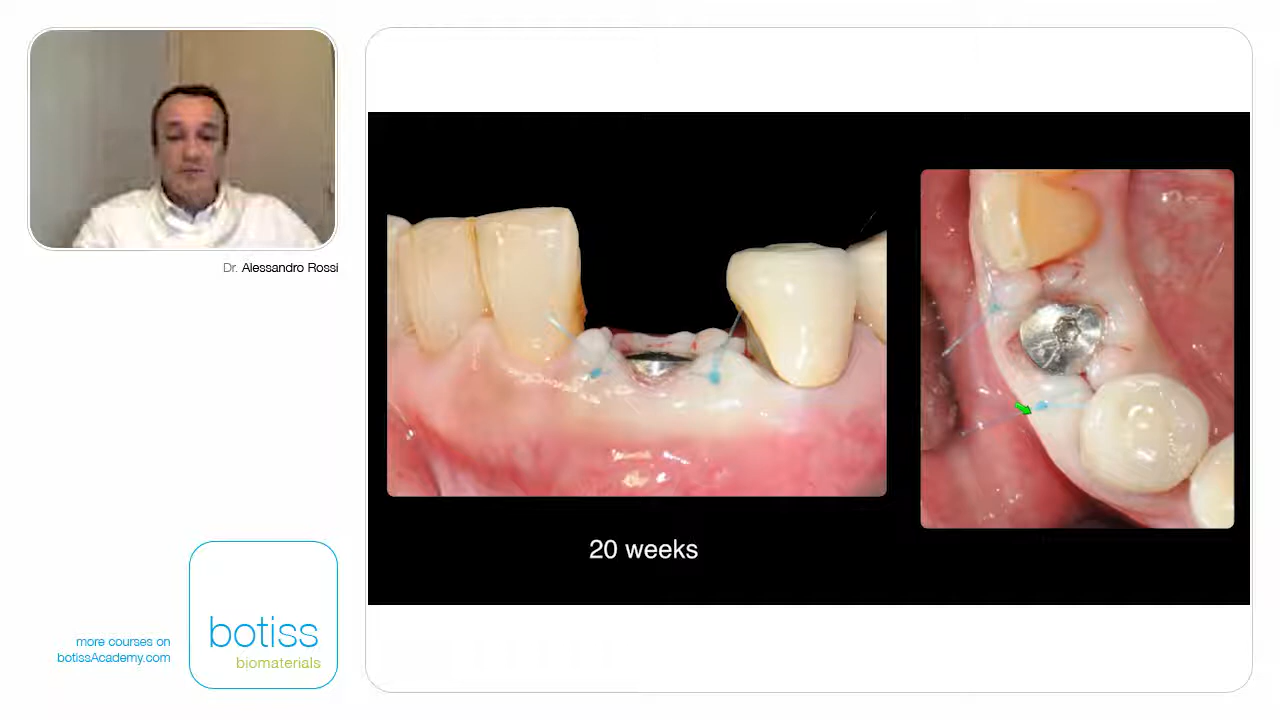 Dr. Alessandro Rossi
20 weeks
more courses on
botissAcademy.com
botiss
biomaterials